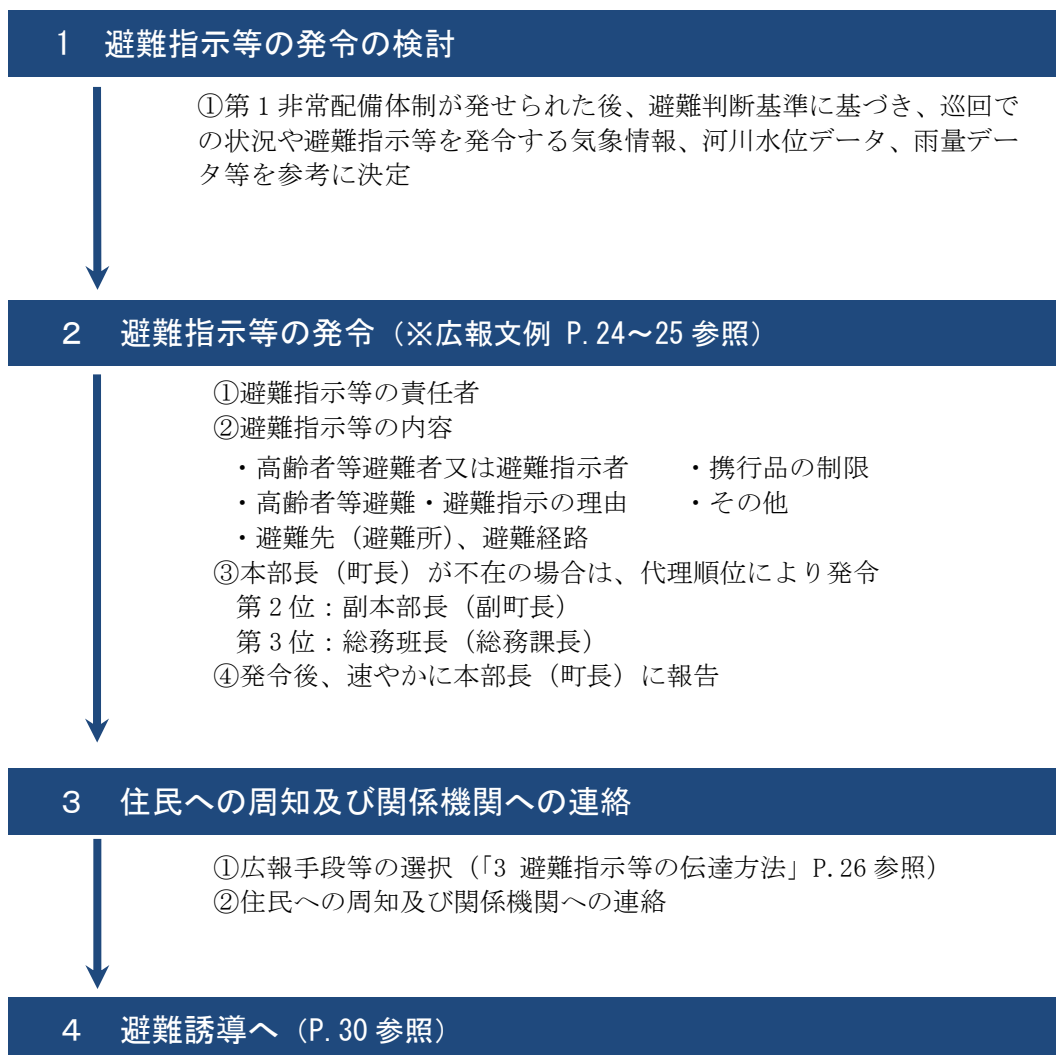 1 避難指示等の発令の検討
①第1非常配備体制が発せられた後、避難判断基準に基づき、巡回で
の状況や避難指示等を発令する気象情報、河川水位データ、雨量デー
タ等を参考に決定
2 避難指示等の発令（※広報文例 P.24～25 参照）
①避難指示等の責任者
②避難指示等の内容
・高齢者等避難者又は避難指示者 ・携行品の制限
・高齢者等避難・避難指示の理由 ・その他
・避難先（避難所）、避難経路
③本部長（町長）が不在の場合は、代理順位により発令
第2位：副本部長（副町長）
第3位：総務班長（総務課長）
④発令後、速やかに本部長（町長）に報告
3 住民への周知及び関係機関への連絡
①広報手段等の選択（「3 避難指示等の伝達方法」P.26 参照）
②住民への周知及び関係機関への連絡
4 避難誘導へ（P.30 参照）